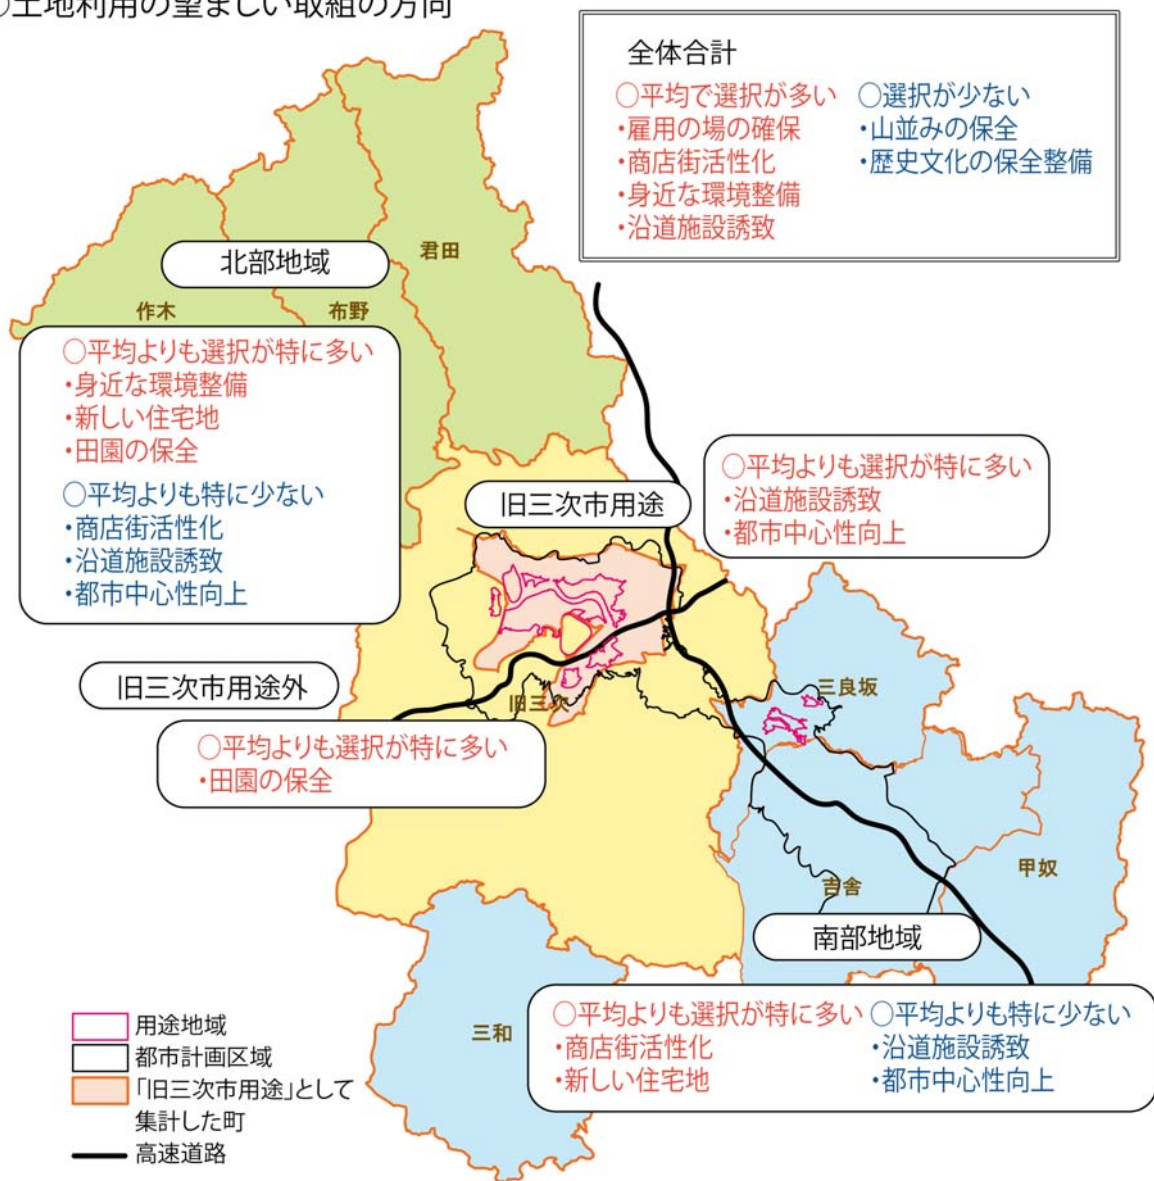 ○土地利用の望ましい取組の方向
全体合計
○平均で選択が多い
・雇用の場の確保
・商店街活性化
・身近な環境整備
・沿道施設誘致
○選択が少ない
・山並みの保全
・歴史文化の保全整備
君田
北部地域
作木
布野
○平均よりも選択が特に多い
・身近な環境整備
・新しい住宅地
・田園の保全
○平均よりも特に少ない
・商店街活性化
・沿道施設誘致
・都市中心性向上
旧三次市用途
○平均よりも選択が特に多い
・沿道施設誘致
・都市中心性向上
旧三次市用途外
旧三次
三良坂
○平均よりも選択が特に多い
・田園の保全
甲奴
吉舎
南部地域
○平均よりも選択が特に多い
・商店街活性化
・新しい住宅地
○平均よりも特に少ない
・沿道施設誘致
・都市中心性向上
三和
用途地域
都市計画区域
「旧三次市用途」として
集計した町
高速道路